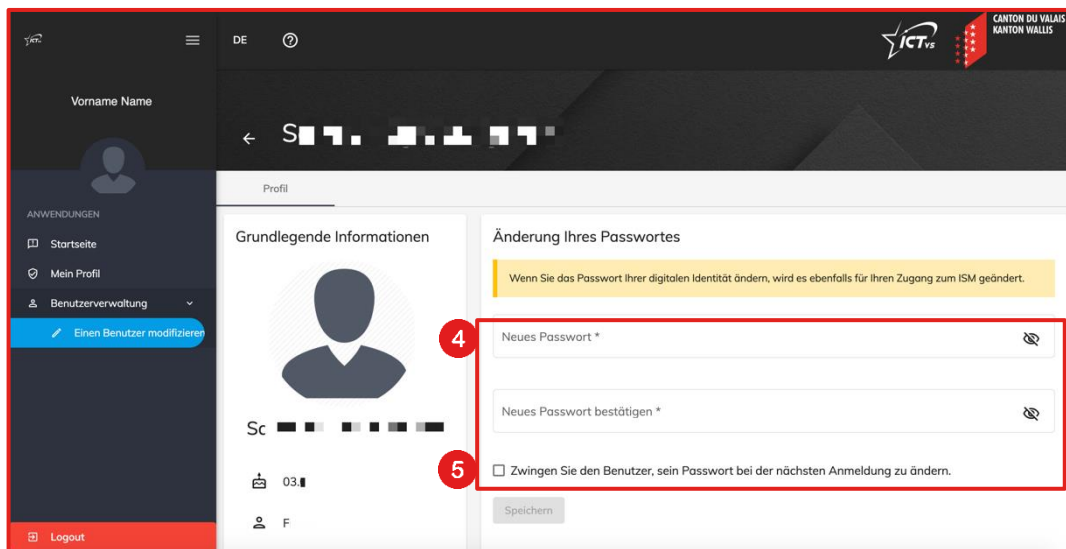 DE
ICTvs
CANTON DU VALAIS
KANTON WALLIS
Vorname Name
Profil
ANWENDUNGEN
Startseite
Mein Profil
Benutzerverwaltung
Einen Benutzer modifizieren
Logout
Grundlegende Informationen
03.
F
Änderung Ihres Passwortes
Wenn Sie das Passwort Ihrer digitalen Identität ändern, wird es ebenfalls für Ihren Zugang zum ISM geändert.
4
Neues Passwort *
Neues Passwort bestätigen *
5
Zwingen Sie den Benutzer, sein Passwort bei der nächsten Anmeldung zu ändern.
Speichern